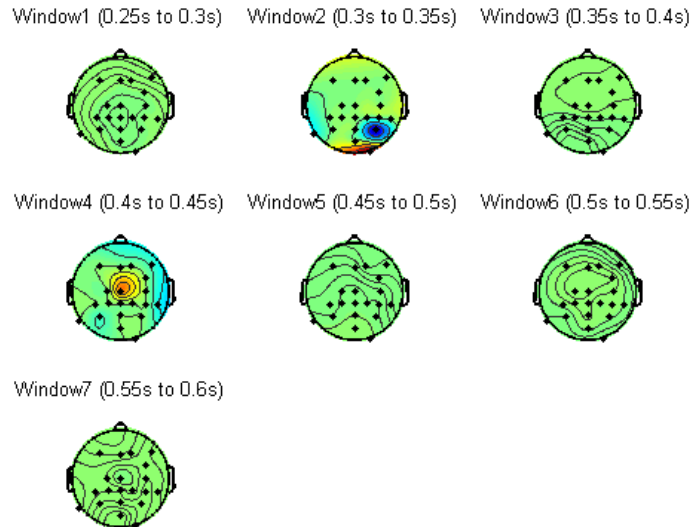 Window1 (0.25s to 0.3s)
Window2 (0.3s to 0.35s)
Window3 (0.35s to 0.4s)
Window4 (0.4s to 0.45s)
Window5 (0.45s to 0.5s)
Window6 (0.5s to 0.55s)
Window7 (0.55s to 0.6s)